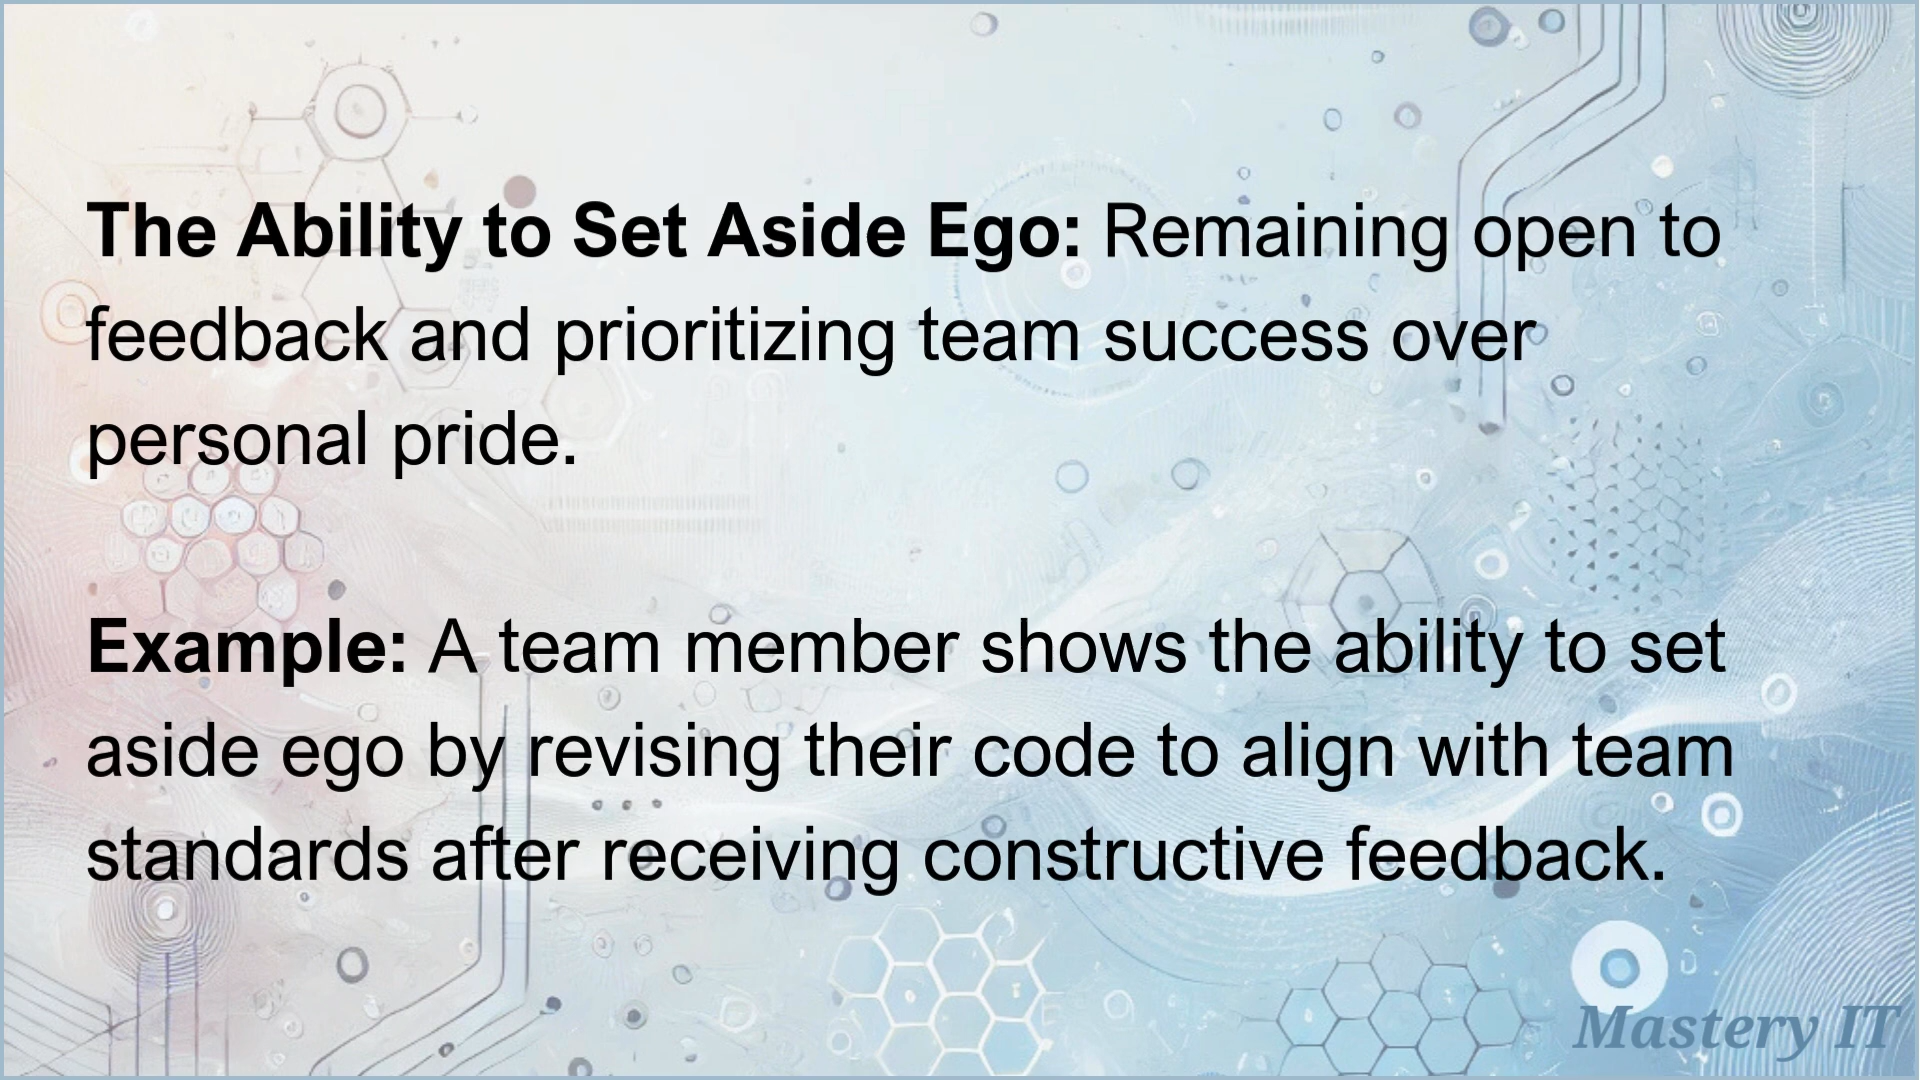 The Ability to Set Aside Ego: Remaining open to
feedback and prioritizing team success over
personal pride.
Example: A team member shows the ability to set
aside ego by revising their code to align with team
standards after receiving constructive feedback.
Mastery IT